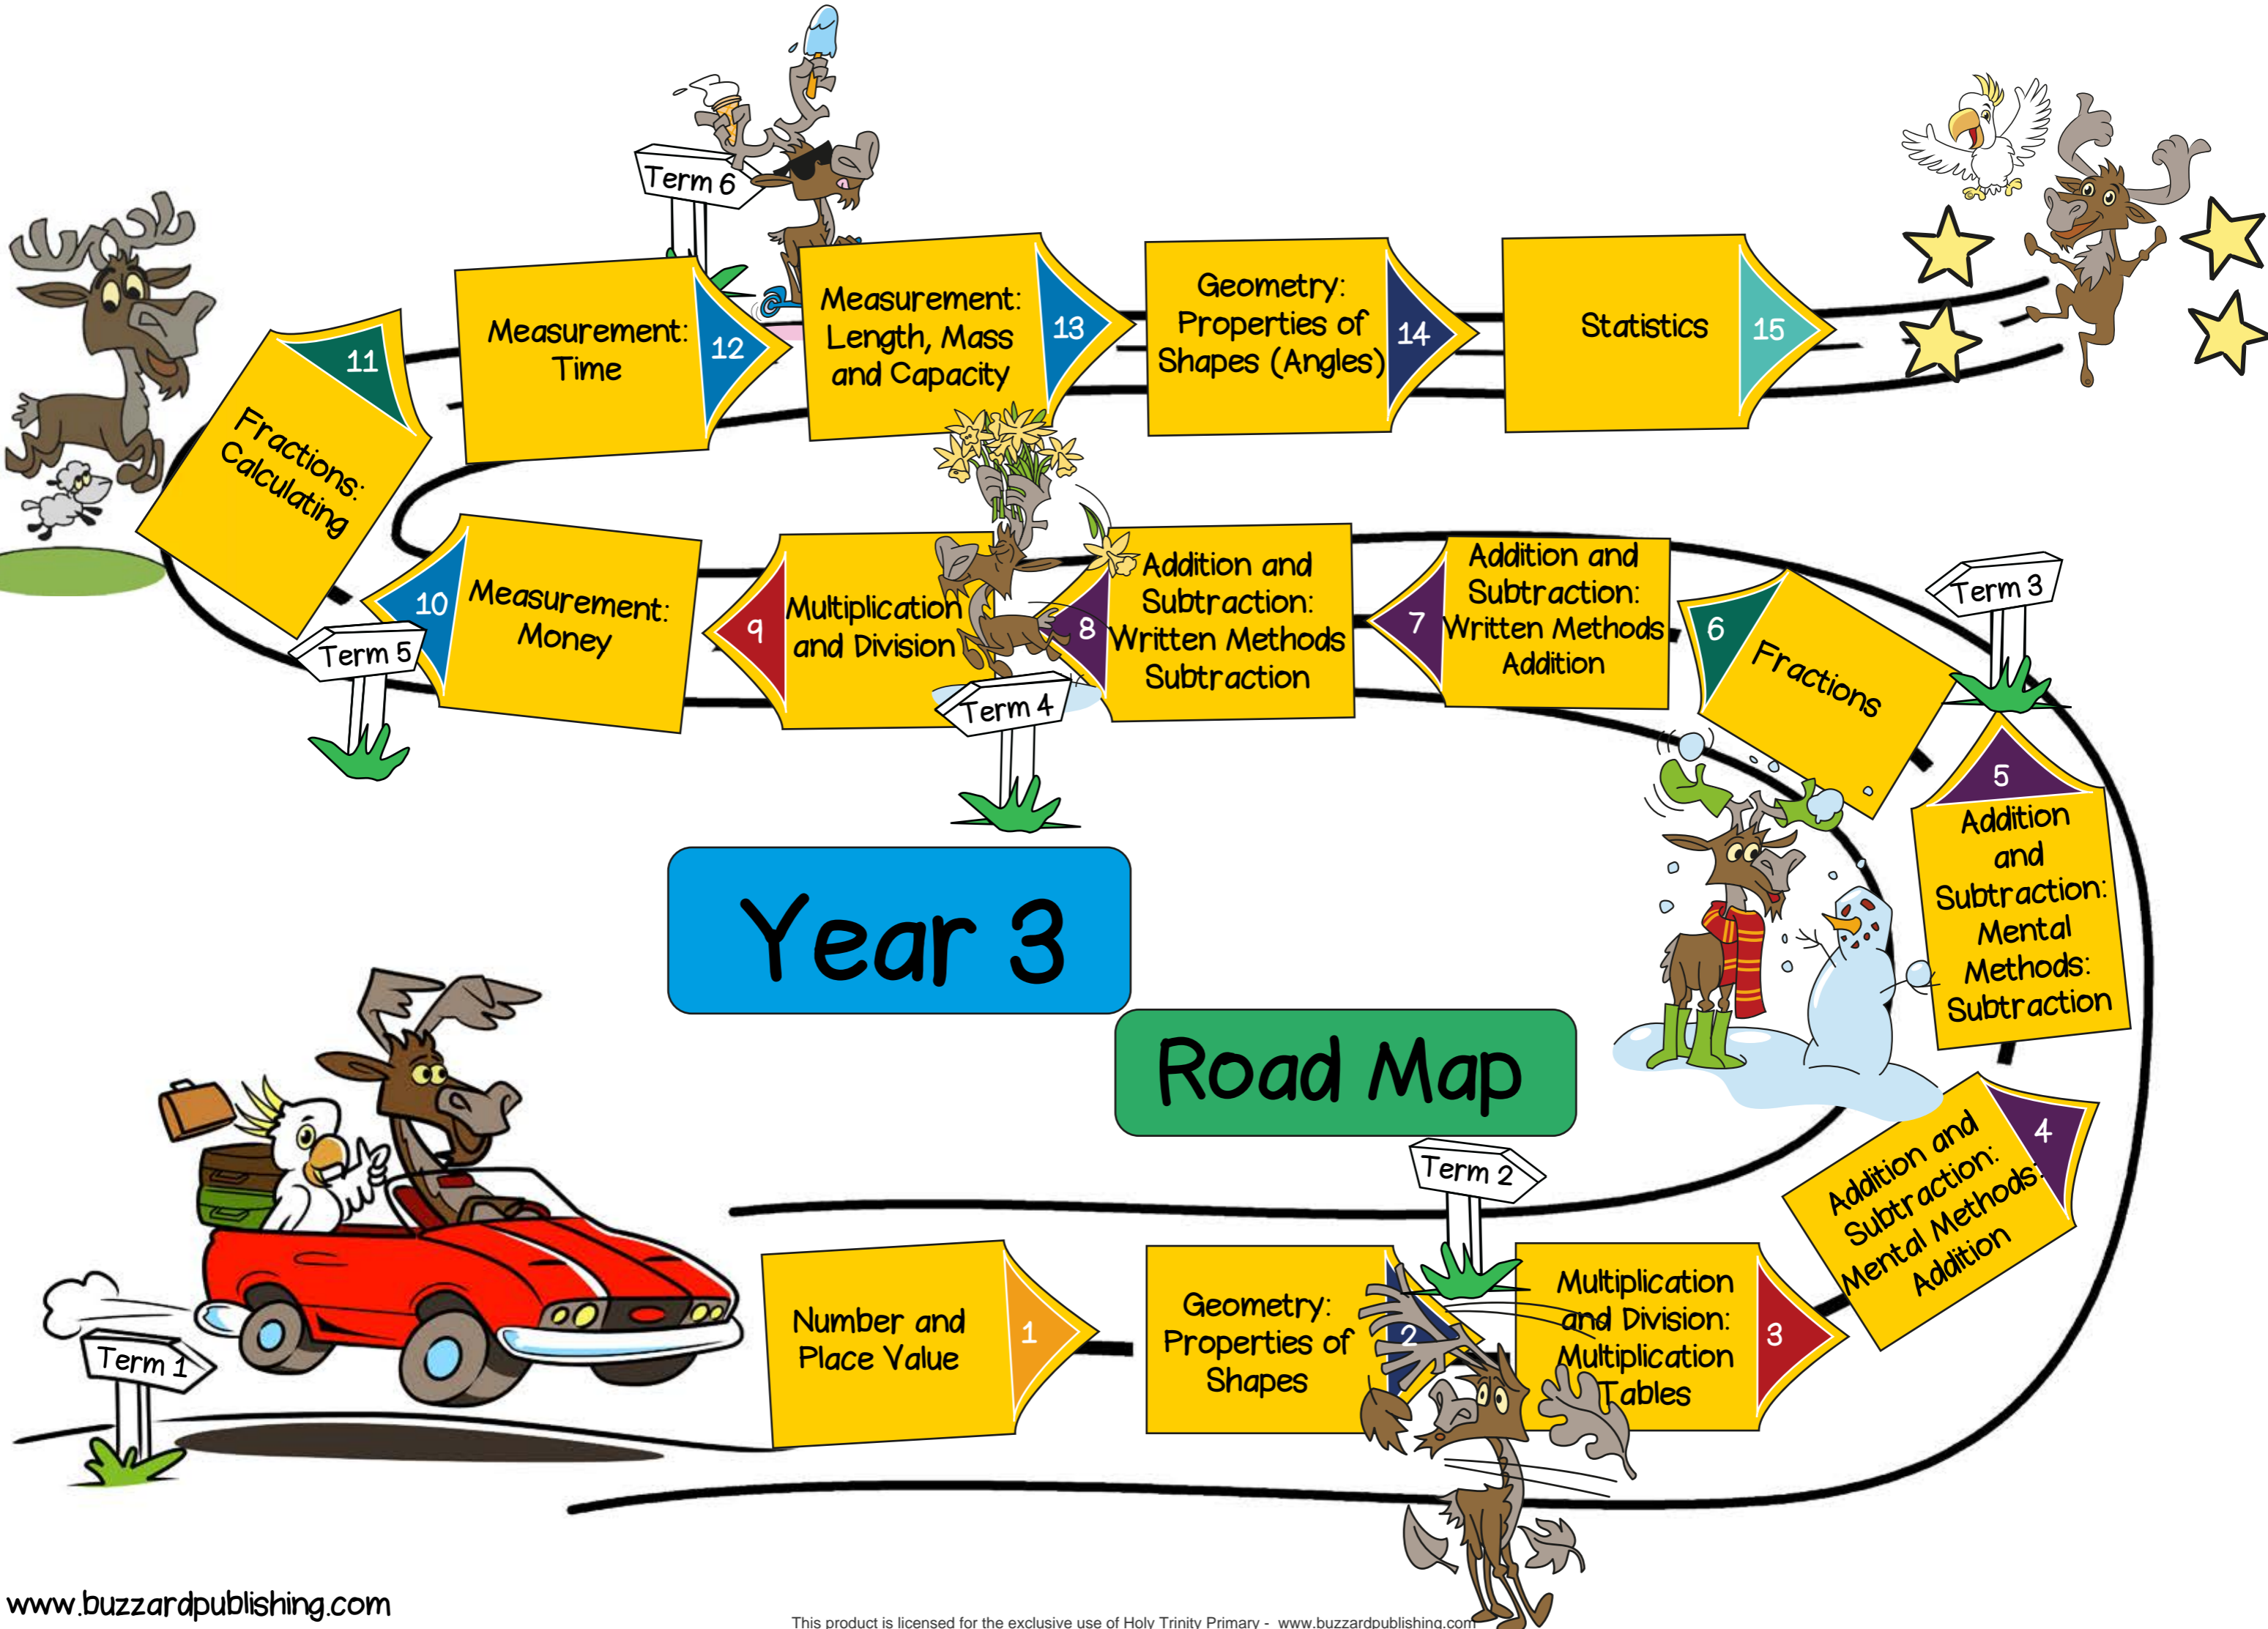 Year 3
Road Map
Term 1
Number and
Place Value
1
Geometry:
Properties of
Shapes
2
Term 2
Multiplication
and Division:
Multiplication
Tables
3
Addition and
Subtraction:
Mental Methods:
Addition
4
5
Addition
and
Subtraction:
Mental
Methods:
Subtraction
Term 3
6
Fractions
7
Addition and
Subtraction:
Written Methods
Addition
8
Addition and
Subtraction:
Written Methods
Subtraction
Term 4
9
Multiplication
and Division
10
Measurement:
Money
Term 5
11
Fractions:
Calculating
Measurement:
Time
12
Term 6
Measurement:
Length, Mass
and Capacity
13
Geometry:
Properties of
Shapes (Angles)
14
Statistics
15
www.buzzardpublishing.com
This product is licensed for the exclusive use of Holy Trinity Primary - www.buzzardpublishing.com